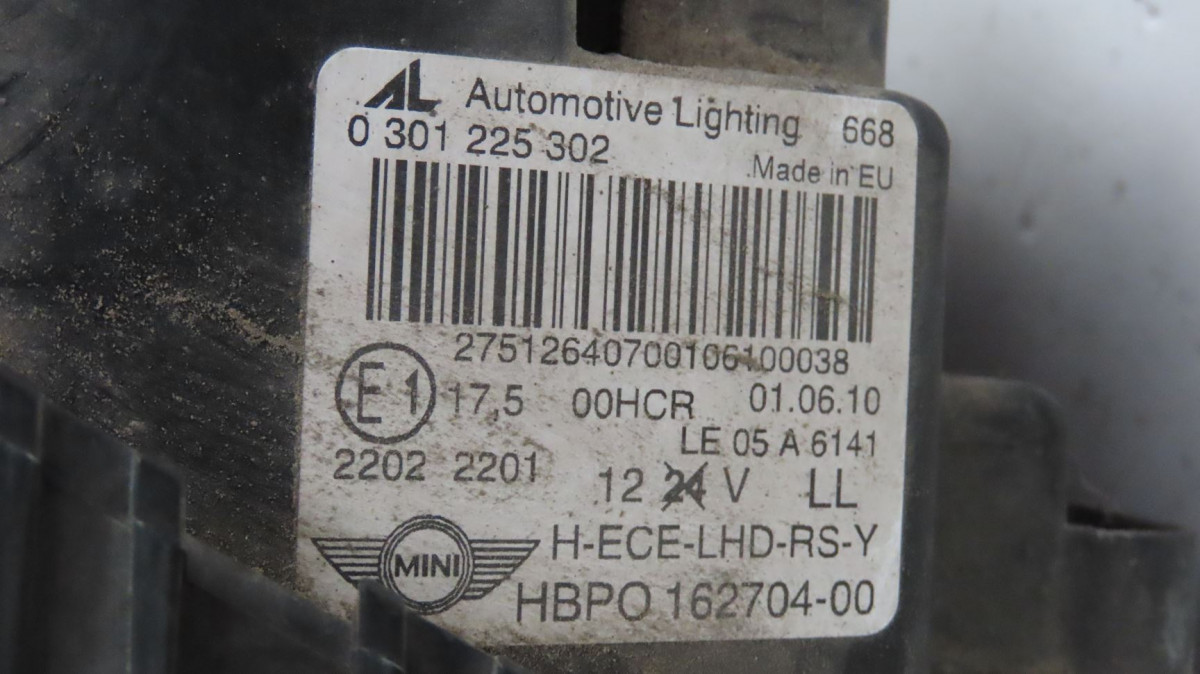 AL Automotive Lighting 668
0 301 225 302
Made in EU
27512640700106100038
E1 17,5 00HCR 01.06.10
LE 05 A 6141
2202 2201 12 24 V LL
H-ECE-LHD-RS-Y
MINI
HBPO 162704-00